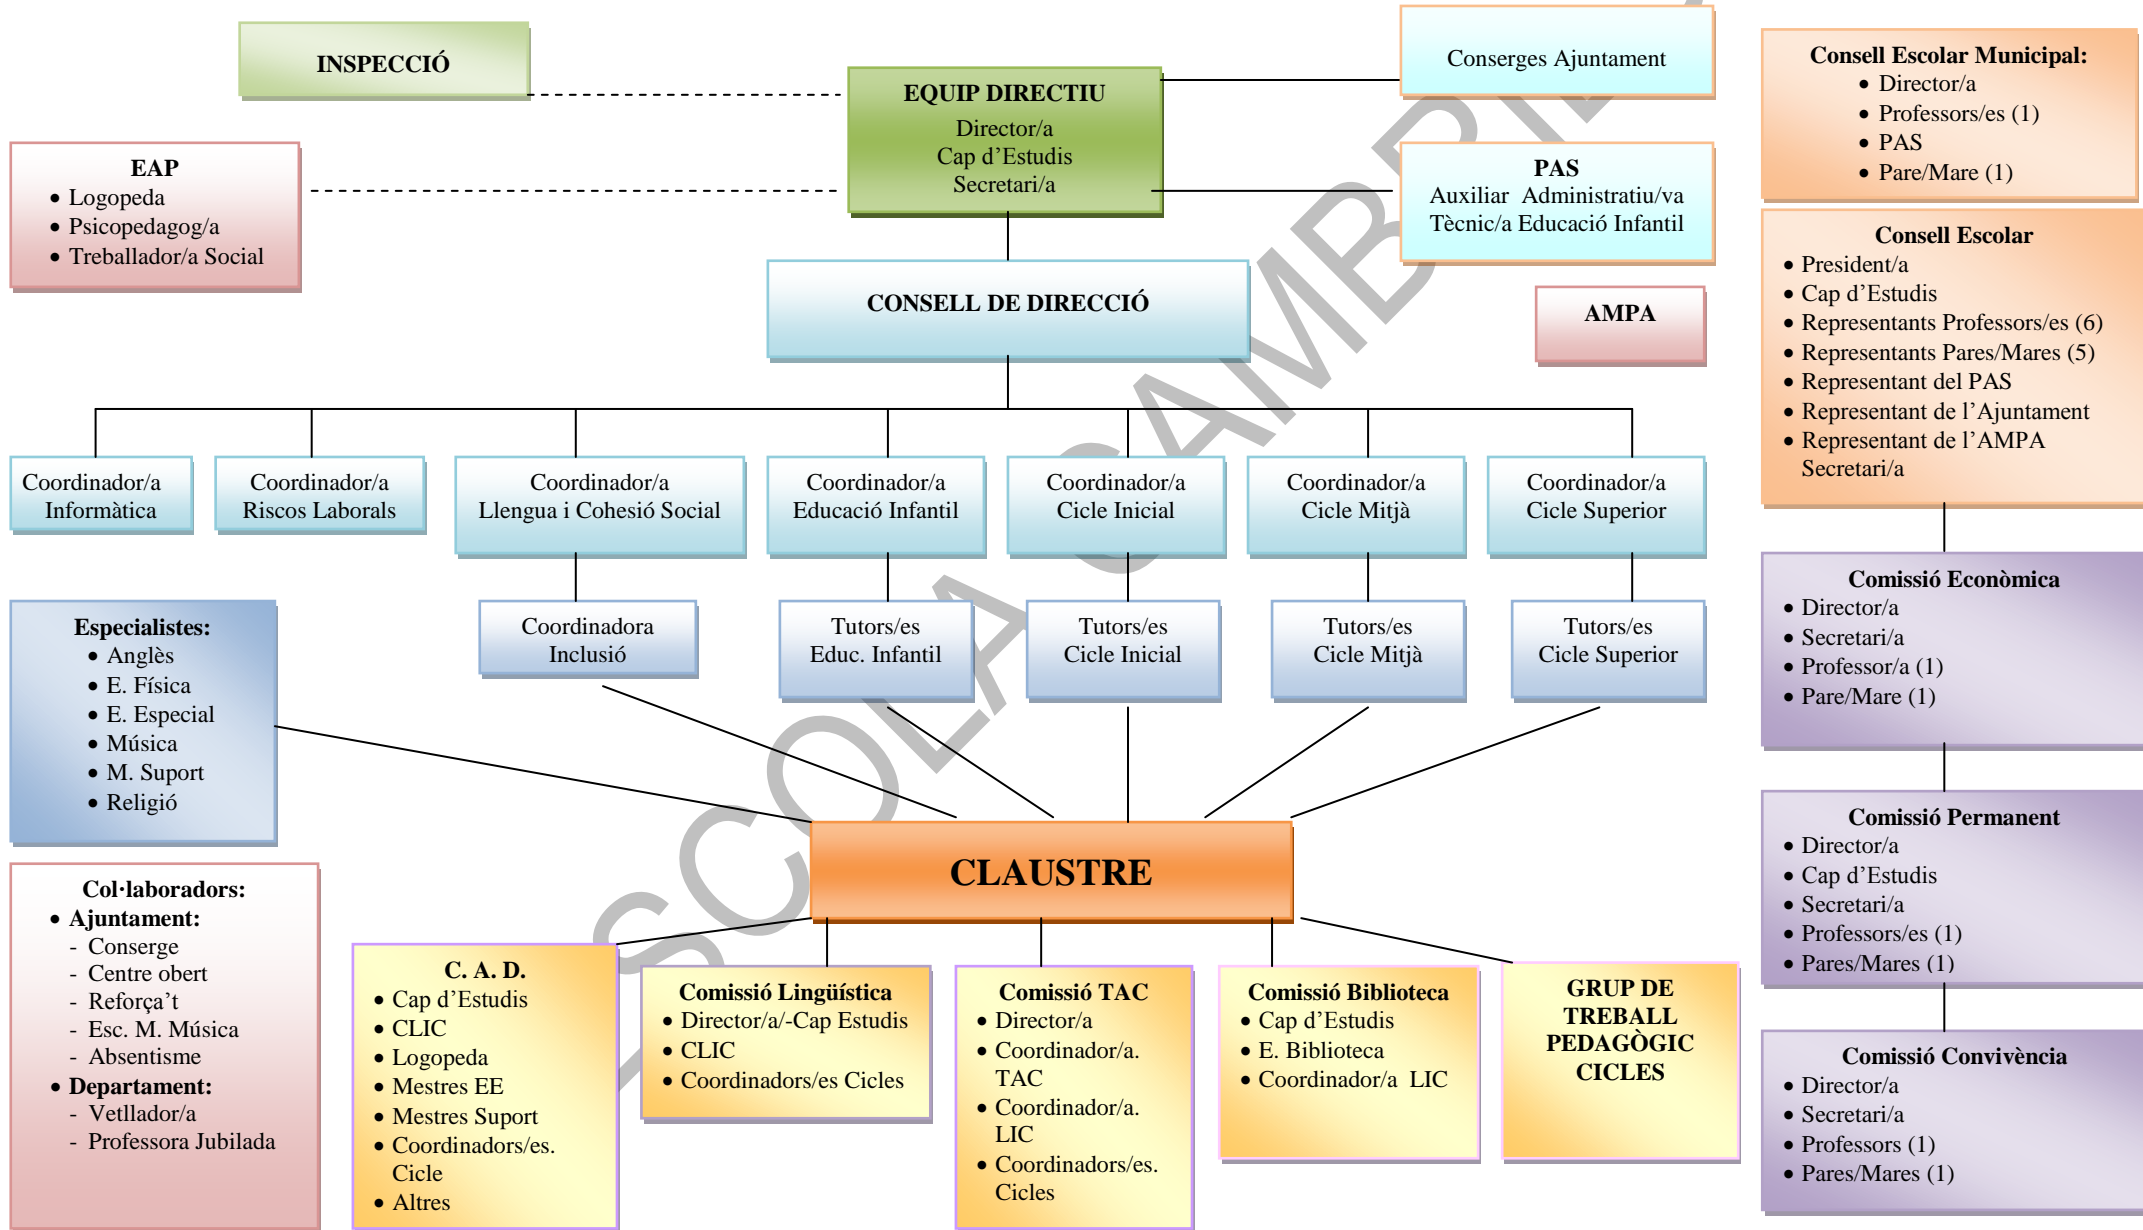 INSPECCIÓ
EQUIP DIRECTIU
Director/a
Cap d’Estudis
Secretari/a
Conserges Ajuntament
PAS
Auxiliar Administratiu/va
Tècnic/a Educació Infantil
EAP
• Logopeda
• Psicopedagog/a
• Treballador/a Social
CONSELL DE DIRECCIÓ
AMPA
Consell Escolar Municipal:
• Director/a
• Professors/es (1)
• PAS
• Pare/Mare (1)
Consell Escolar
• President/a
• Cap d’Estudis
• Representants Professors/es (6)
• Representants Pares/Mares (5)
• Representant del PAS
• Representant de l’Ajuntament
• Representant de l’AMPA
Secretari/a
Coordinador/a
Informàtica
Coordinador/a
Riscos Laborals
Coordinador/a
Llengua i Cohesió Social
Coordinador/a
Educació Infantil
Coordinador/a
Cicle Inicial
Coordinador/a
Cicle Mitjà
Coordinador/a
Cicle Superior
Coordinadora
Inclusió
Tutors/es
Educ. Infantil
Tutors/es
Cicle Inicial
Tutors/es
Cicle Mitjà
Tutors/es
Cicle Superior
Especialistes:
• Anglès
• E. Física
• E. Especial
• Música
• M. Suport
• Religió
Comissió Econòmica
• Director/a
• Secretari/a
• Professor/a (1)
• Pare/Mare (1)
Comissió Permanent
• Director/a
• Cap d’Estudis
• Secretari/a
• Professors/es (1)
• Pares/Mares (1)
Comissió Convivència
• Director/a
• Secretari/a
• Professors (1)
• Pares/Mares (1)
CLAUSTRE
Col·laboradors:
• Ajuntament:
- Conserge
- Centre obert
- Reforça’t
- Esc. M. Música
- Absentisme
• Departament:
- Vetllador/a
- Professora Jubilada
C. A. D.
• Cap d’Estudis
• CLIC
• Logopeda
• Mestres EE
• Mestres Suport
• Coordinadors/es.
Cicle
• Altres
Comissió Lingüística
• Director/a/-Cap Estudis
• CLIC
• Coordinadors/es Cicles
Comissió TAC
• Director/a
• Coordinador/a.
TAC
• Coordinador/a.
LIC
• Coordinadors/es.
Cicles
Comissió Biblioteca
• Cap d’Estudis
• E. Biblioteca
• Coordinador/a LIC
GRUP DE
TREBALL
PEDAGÒGIC
CICLES